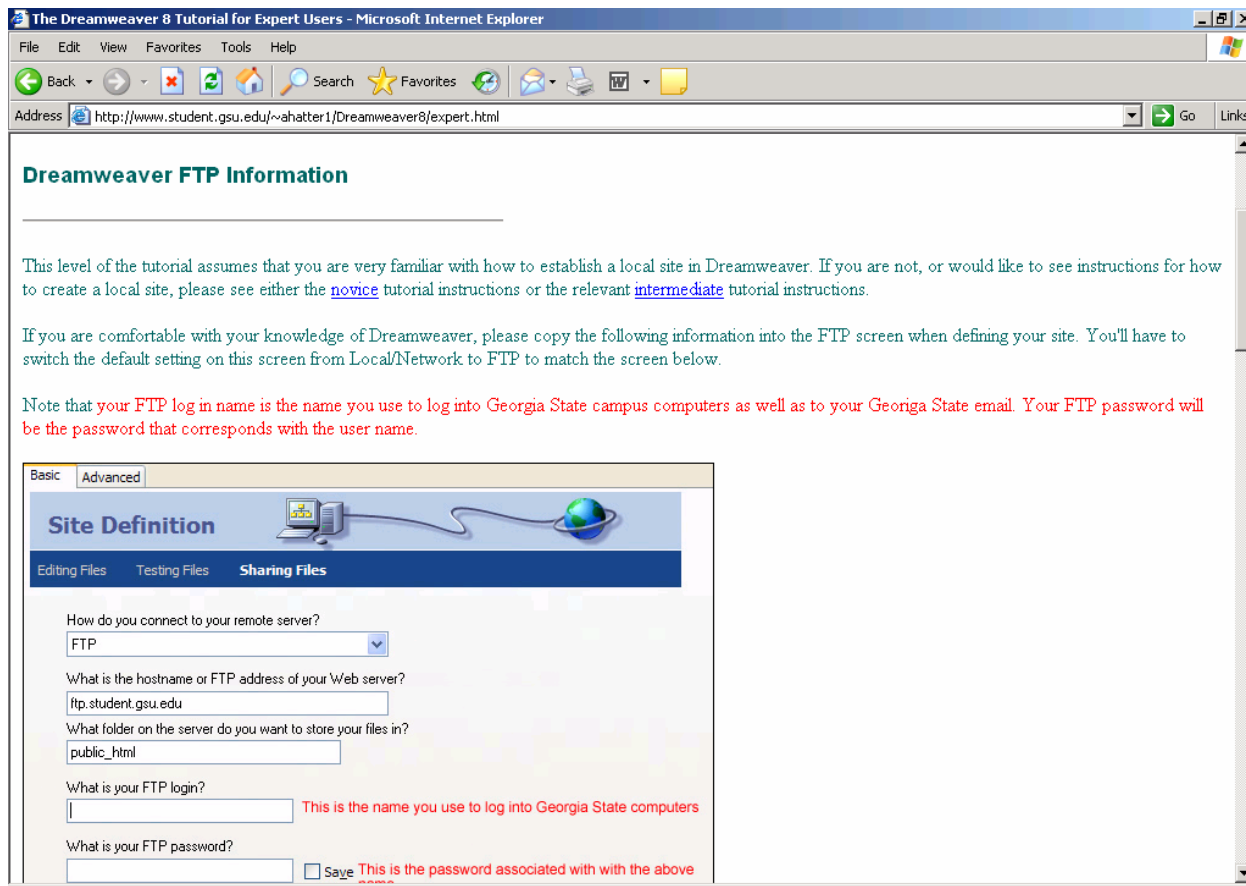 The Dreamweaver 8 Tutorial for Expert Users - Microsoft Internet Explorer
File Edit View Favorites Tools Help
Back Search Favorites
Address http://www.student.gsu.edu/~ahatter1/Dreamweaver8/expert.html Go Links
Dreamweaver FTP Information
This level of the tutorial assumes that you are very familiar with how to establish a local site in Dreamweaver. If you are not, or would like to see instructions for how
to create a local site, please see either the novice tutorial instructions or the relevant intermediate tutorial instructions.
If you are comfortable with your knowledge of Dreamweaver, please copy the following information into the FTP screen when defining your site. You'll have to
switch the default setting on this screen from Local/Network to FTP to match the screen below.
Note that your FTP log in name is the name you use to log into Georgia State campus computers as well as to your Georiga State email. Your FTP password will
be the password that corresponds with the user name.
Basic Advanced
Site Definition
Editing Files Testing Files Sharing Files
How do you connect to your remote server?
FTP
What is the hostname or FTP address of your Web server?
ftp.student.gsu.edu
What folder on the server do you want to store your files in?
public_html
What is your FTP login?
This is the name you use to log into Georgia State computers
What is your FTP password?
Save This is the password associated with with the above
name